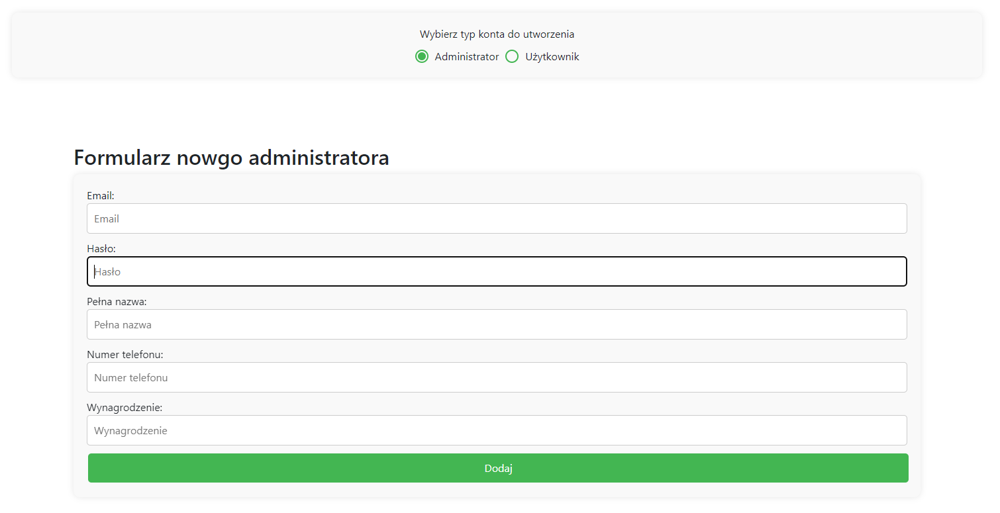 Wybierz typ konta do utworzenia
Administrator Użytkownik
Formularz nowgo administratora
Email:
Email
Hasło:
Hasło
Pełna nazwa:
Pełna nazwa
Numer telefonu:
Numer telefonu
Wynagrodzenie:
Wynagrodzenie
Dodaj